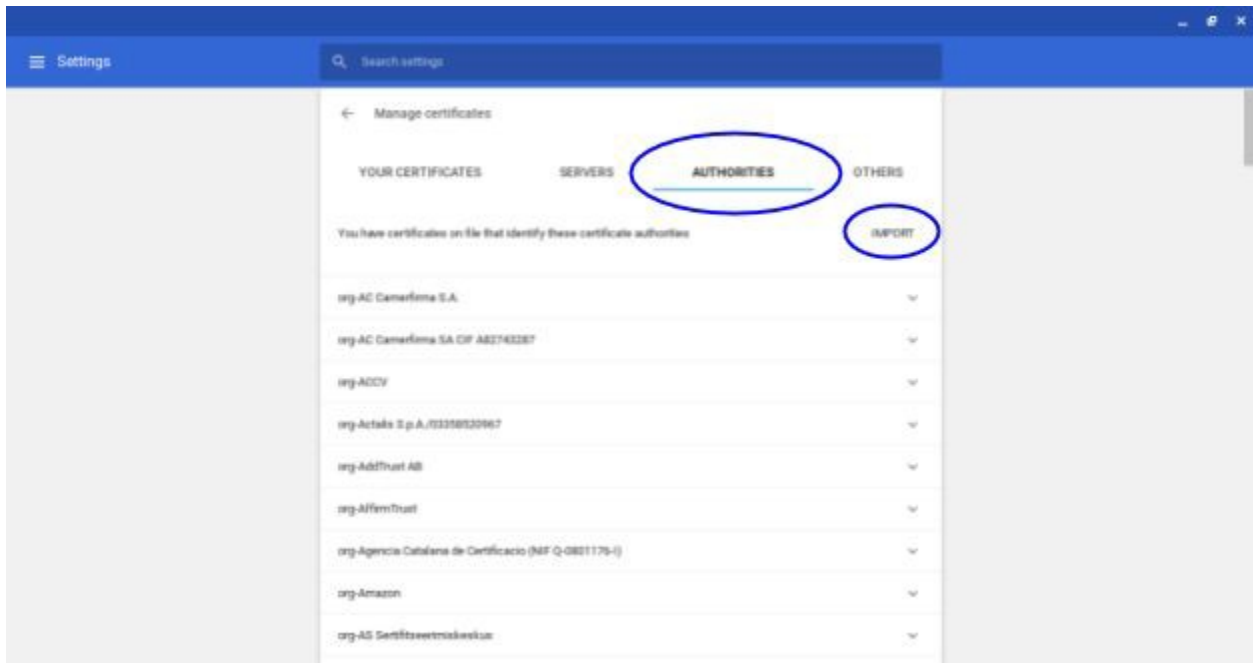 Settings
Search settings
Manage certificates
YOUR CERTIFICATES SERVERS AUTHORITIES OTHERS
You have certificates on file that identify these certificate authorities IMPORT
org-AC Camerfirma S.A.
org-AC Camerfirma SA CIF A82743287
org-ACCV
org-Actalis S.p.A./03358520967
org-AddTrust AB
org-AffirmTrust
org-Agencia Catalana de Certificacio (NIF Q-0801176-I)
org-Amazon
org-AS Sertifitseerimiskeskus